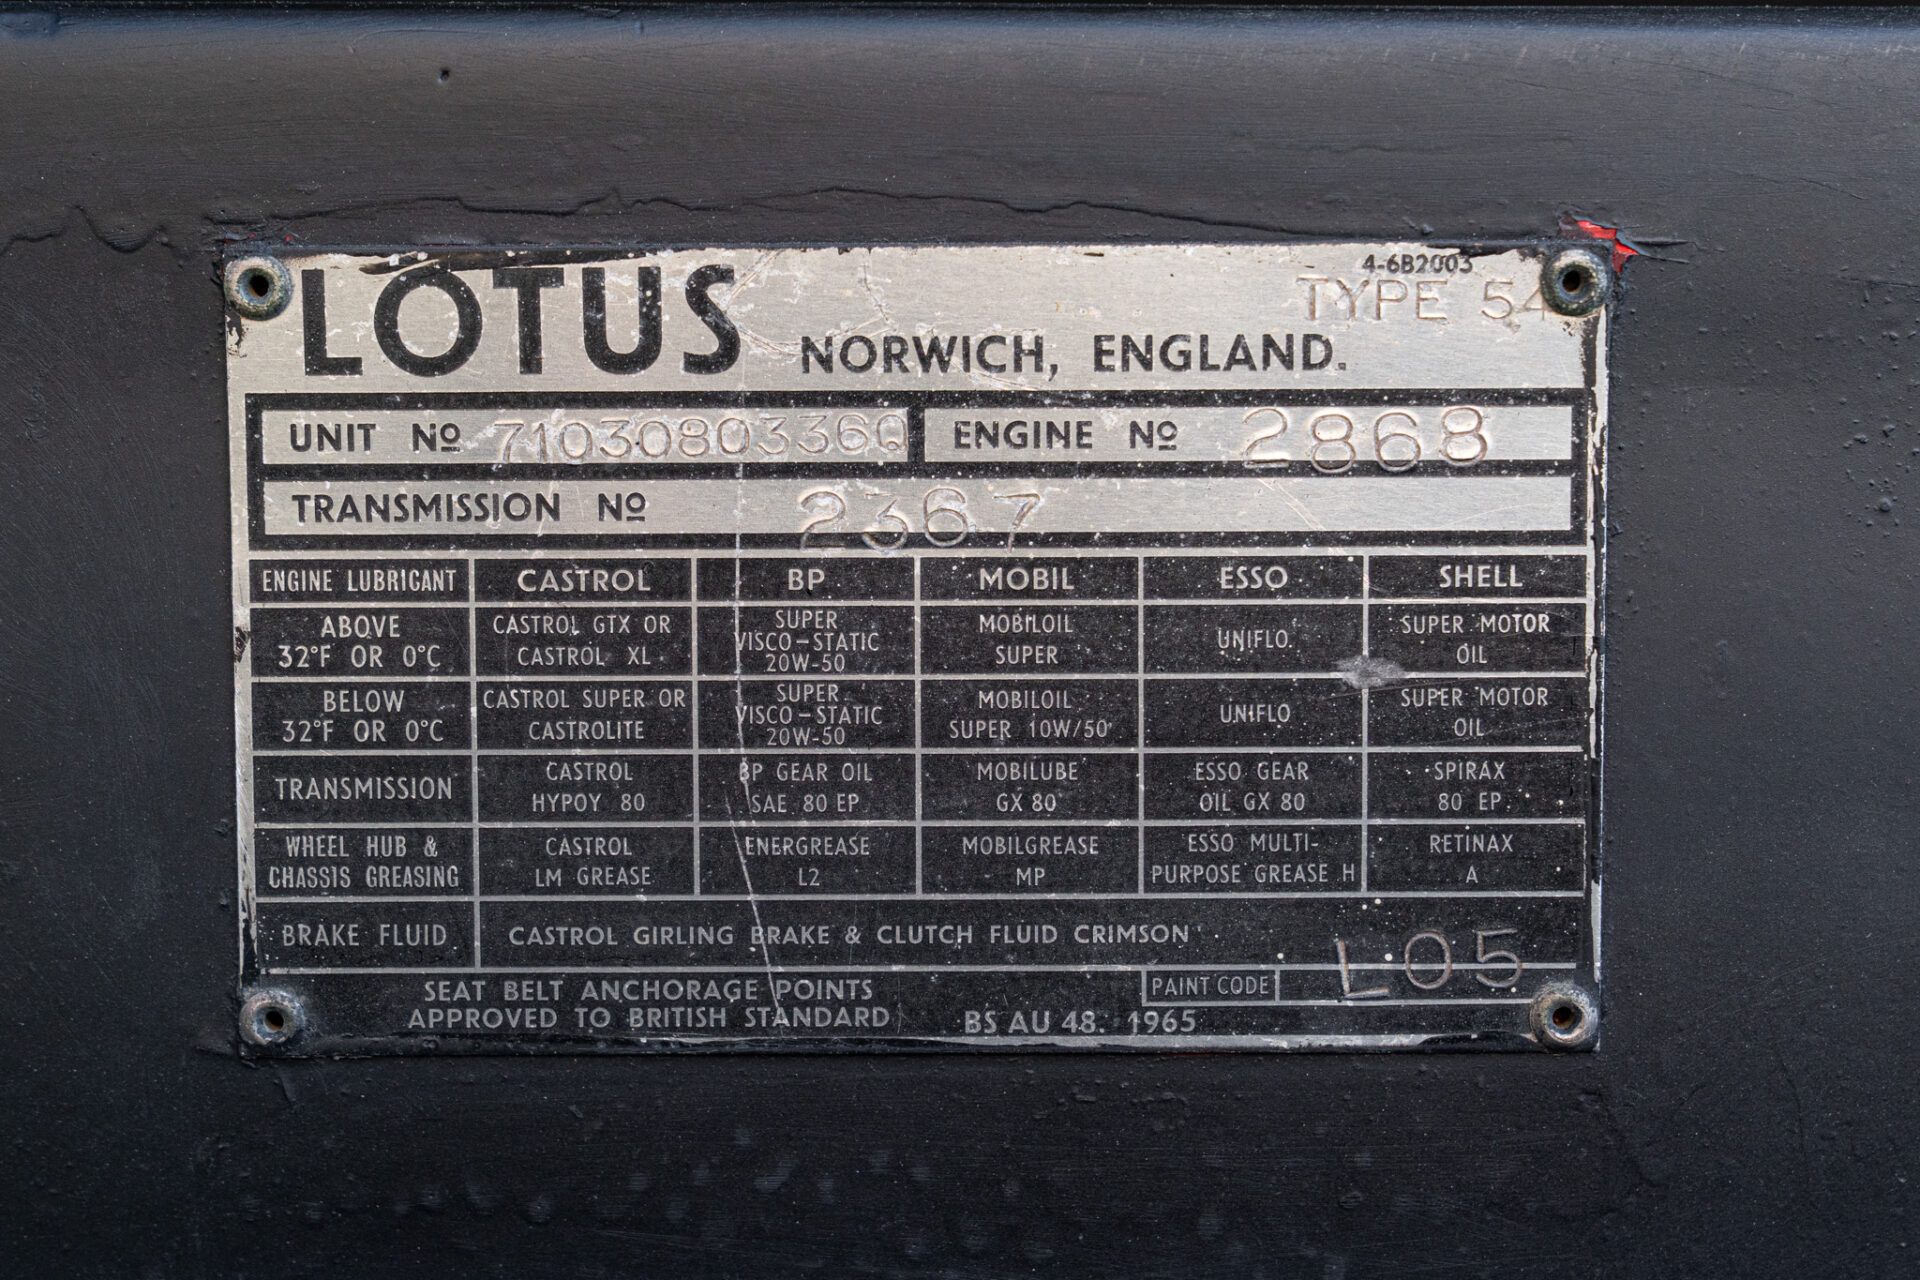 4-6B2003
TYPE 54
LOTUS NORWICH, ENGLAND.
UNIT Nº 7103080336Q ENGINE Nº 2868
TRANSMISSION Nº 2367
ENGINE LUBRICANT CASTROL BP MOBIL ESSO SHELL
ABOVE 32°F OR 0°C CASTROL GTX OR CASTROL XL SUPER VISCO-STATIC 20W-50 MOBILOIL SUPER UNIFLO. SUPER MOTOR OIL
BELOW 32°F OR 0°C CASTROL SUPER OR CASTROLITE SUPER VISCO-STATIC 20W-50 MOBILOIL SUPER 10W/50 UNIFLO SUPER MOTOR OIL
TRANSMISSION CASTROL HYPOY 80 BP GEAR OIL SAE 80 EP MOBILUBE GX 80 ESSO GEAR OIL GX 80 SPIRAX 80 EP
WHEEL HUB & CHASSIS GREASING CASTROL LM GREASE ENERGREASE L2 MOBILGREASE MP ESSO MULTI-PURPOSE GREASE H RETINAX A
BRAKE FLUID CASTROL GIRLING BRAKE & CLUTCH FLUID CRIMSON
SEAT BELT ANCHORAGE POINTS
APPROVED TO BRITISH STANDARD BS AU 48. 1965
PAINT CODE L05